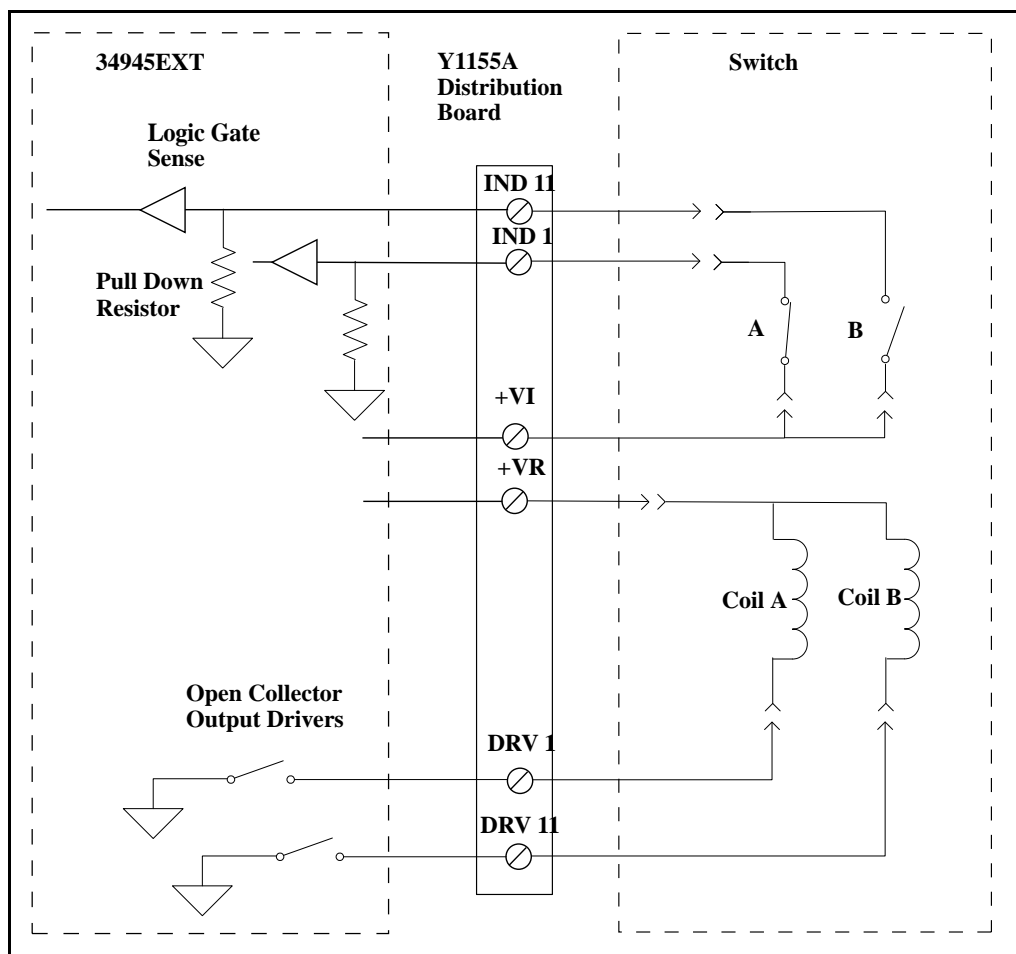 34945EXT
Y1155A
Distribution
Board
Switch
Logic Gate
Sense
IND 11
IND 1
Pull Down
Resistor
A
B
+VI
+VR
Coil A
Coil B
Open Collector
Output Drivers
DRV 1
DRV 11